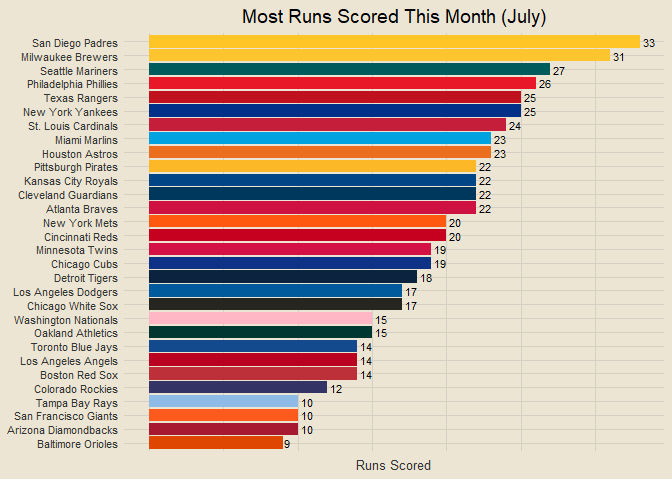 Most Runs Scored This Month (July)
San Diego Padres 33
Milwaukee Brewers 31
Seattle Mariners 27
Philadelphia Phillies 26
Texas Rangers 25
New York Yankees 25
St. Louis Cardinals 24
Miami Marlins 23
Houston Astros 23
Pittsburgh Pirates 22
Kansas City Royals 22
Cleveland Guardians 22
Atlanta Braves 22
New York Mets 20
Cincinnati Reds 20
Minnesota Twins 19
Chicago Cubs 19
Detroit Tigers 18
Los Angeles Dodgers 17
Chicago White Sox 17
Washington Nationals 15
Oakland Athletics 15
Toronto Blue Jays 14
Los Angeles Angels 14
Boston Red Sox 14
Colorado Rockies 12
Tampa Bay Rays 10
San Francisco Giants 10
Arizona Diamondbacks 10
Baltimore Orioles 9
Runs Scored